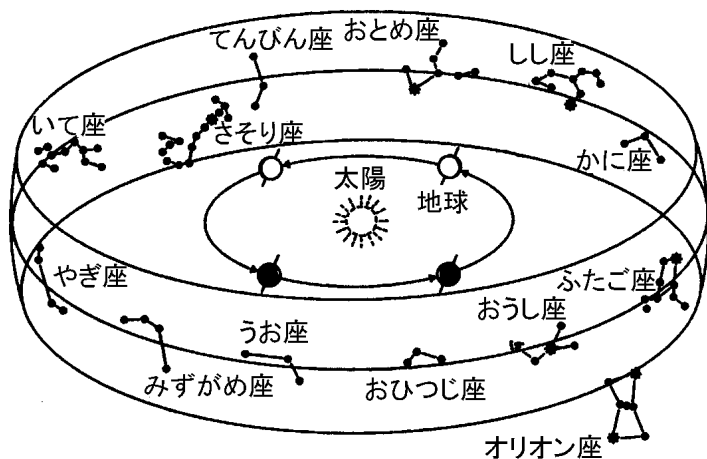 てんびん座
おとめ座
しし座
いて座
さそり座
かに座
太陽
地球
やぎ座
ふたご座
おうし座
うお座
みずがめ座
おひつじ座
オリオン座